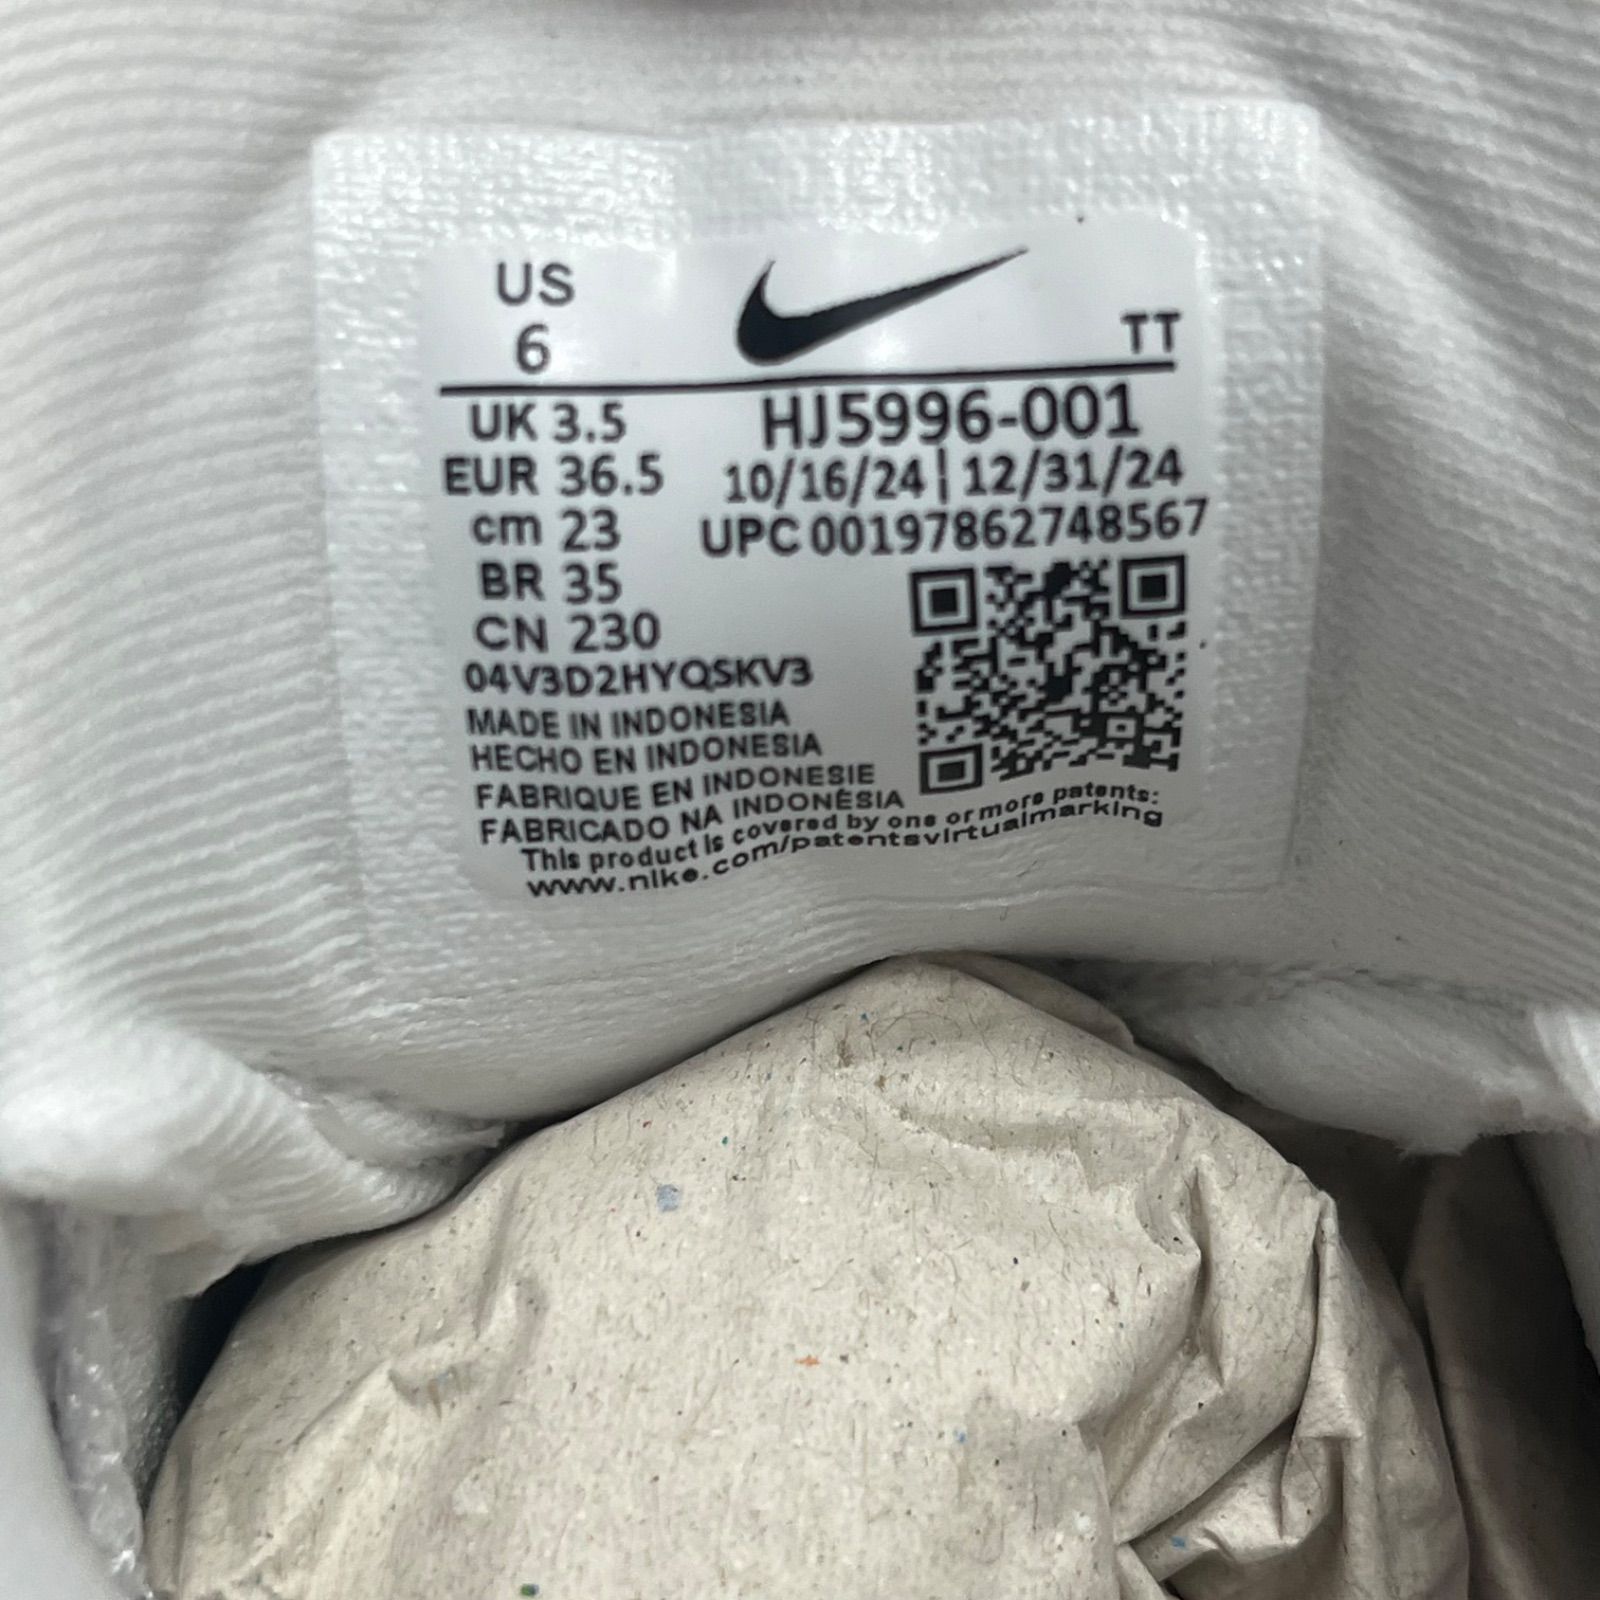 US
6
TT
UK 3.5
HJ5996-001
EUR 36.5
10/16/24 | 12/31/24
cm 23
UPC 00197862748567
BR 35
CN 230
04V3D2HYQSKV3
MADE IN INDONESIA
HECHO EN INDONESIA
FABRIQUE EN INDONESIE
FABRICADO NA INDONÉSIA
This product is covered by one or more patents:
www.nike.com/patentsvirtualmarking